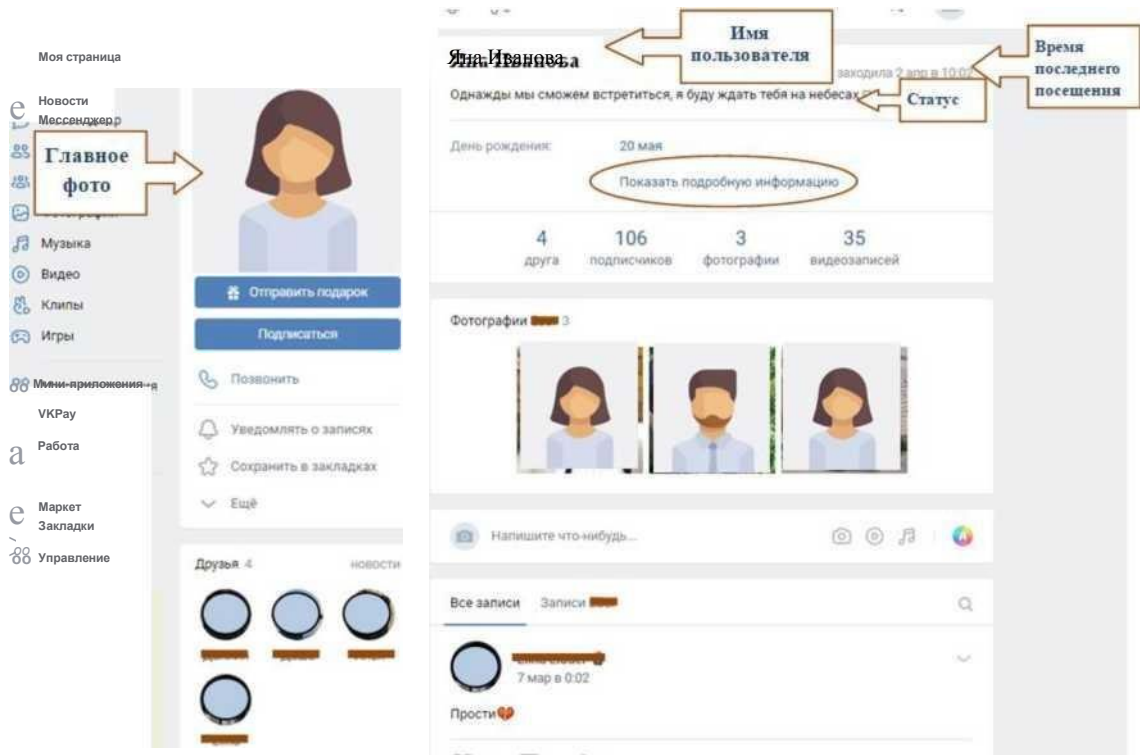 Моя страница
Новости
Мессенджер
Главное
фото
Музыка
Видео
Клипы
Игры
Мини-приложения
VKPay
Работа
Маркет
Закладки
Управление
Отправить подарок
Подписаться
Позвонить
Уведомлять о записях
Сохранить в закладках
Ещё
Друзья 4 новости
Яна Иванова
Имя
пользователя
заходила 2 апр в 10:02
Время
последнего
посещения
Однажды мы сможем встретиться, я буду ждать тебя на небесах
Статус
День рождения: 20 мая
Показать подробную информацию
4 106 3 35
друга подписчиков фотографии видеозаписей
Фотографии 3
Напишите что-нибудь...
Все записи Записи
7 мар в 0:02
Прости💔